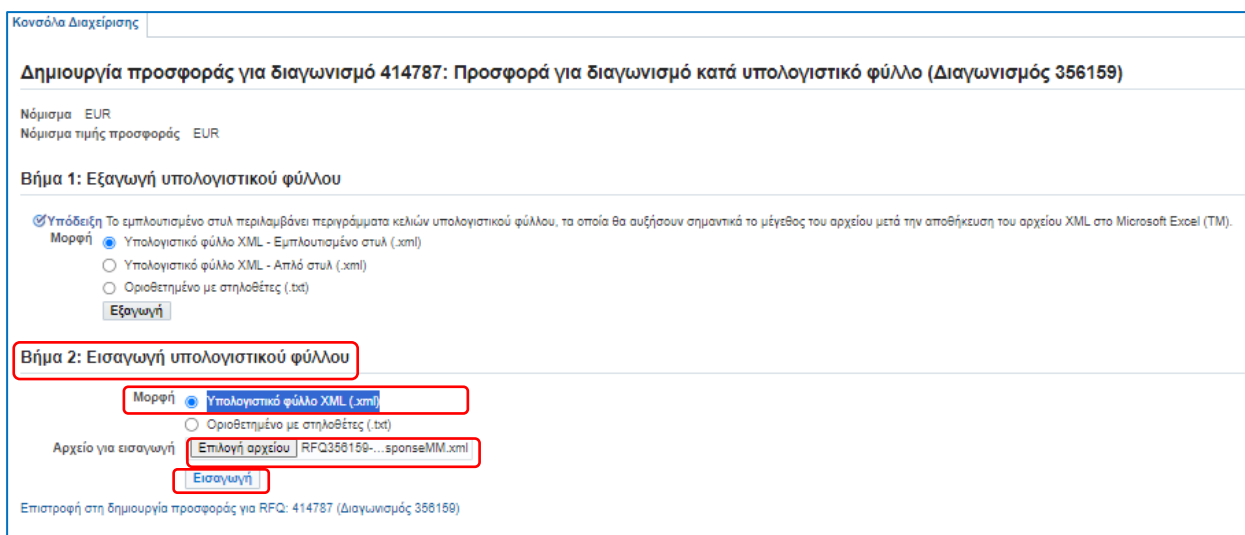 Κονσόλα Διαχείρισης
Δημιουργία προσφοράς για διαγωνισμό 414787: Προσφορά για διαγωνισμό κατά υπολογιστικό φύλλο (Διαγωνισμός 356159)
Νόμισμα EUR
Νόμισμα τιμής προσφοράς EUR
Βήμα 1: Εξαγωγή υπολογιστικού φύλλου
Υπόδειξη Το εμπλουτισμένο στυλ περιλαμβάνει περιγράμματα κελιών υπολογιστικού φύλλου, τα οποία θα αυξήσουν σημαντικά το μέγεθος του αρχείου μετά την αποθήκευση του αρχείου XML στο Microsoft Excel (TM).
Μορφή Υπολογιστικό φύλλο XML - Εμπλουτισμένο στυλ (.xml)
Υπολογιστικό φύλλο XML - Απλό στυλ (.xml)
Οριοθετημένο με στηλοθέτες (.txt)
Εξαγωγή
Βήμα 2: Εισαγωγή υπολογιστικού φύλλου
Μορφή Υπολογιστικό φύλλο XML (.xml)
Οριοθετημένο με στηλοθέτες (.txt)
Αρχείο για εισαγωγή Επιλογή αρχείου RFQ356159-...sponseMM.xml
Εισαγωγή
Επιστροφή στη δημιουργία προσφοράς για RFQ: 414787 (Διαγωνισμός 356159)